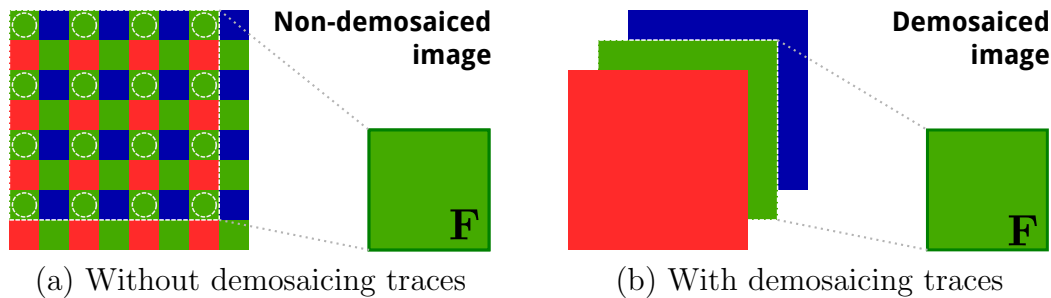 Non-demosaiced
image
F
(a) Without demosaicing traces
Demosaiced
image
F
(b) With demosaicing traces